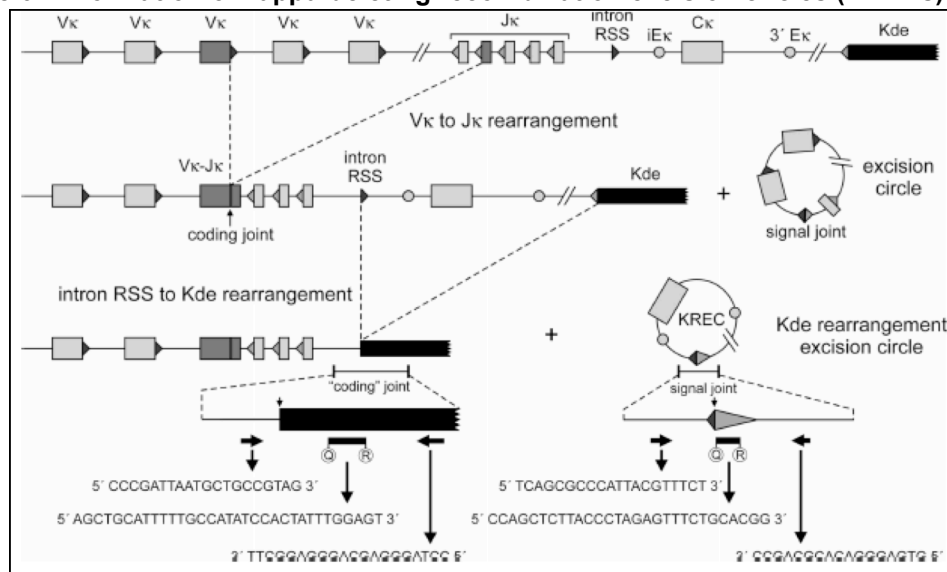 Vκ Vκ Vκ Vκ Vκ Jκ intron RSS iEκ Cκ 3´ Eκ Kde
Vκ to Jκ rearrangement
Vκ-Jκ intron RSS Kde + excision circle
coding joint signal joint
intron RSS to Kde rearrangement
+ KREC Kde rearrangement excision circle
"coding" joint signal joint
Q R Q R
5´ CCCGATTAATGCTGCCGTAG 3´ 5´ TCAGCGCCCATTACGTTTCT 3´
5´ AGCTGCATTTTTGCCATATCCACTATTTGGAGT 3´ 5´ CCAGCTCTTACCCTAGAGTTTCTGCACGG 3´